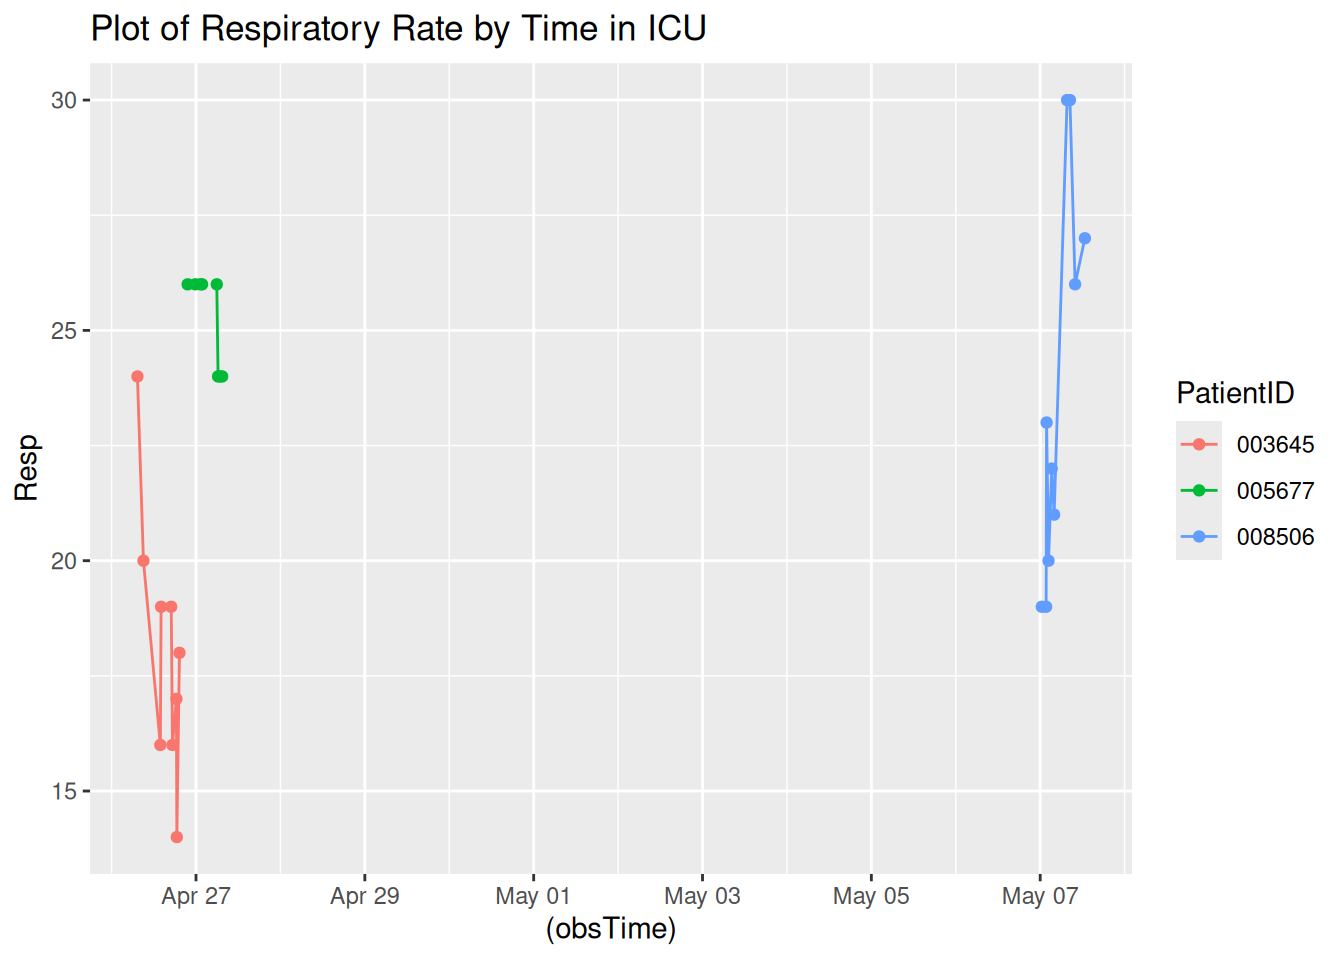 Plot of Respiratory Rate by Time in ICU
30
25
20
15
Resp
Apr 27 Apr 29 May 01 May 03 May 05 May 07
(obsTime)
PatientID
003645
005677
008506